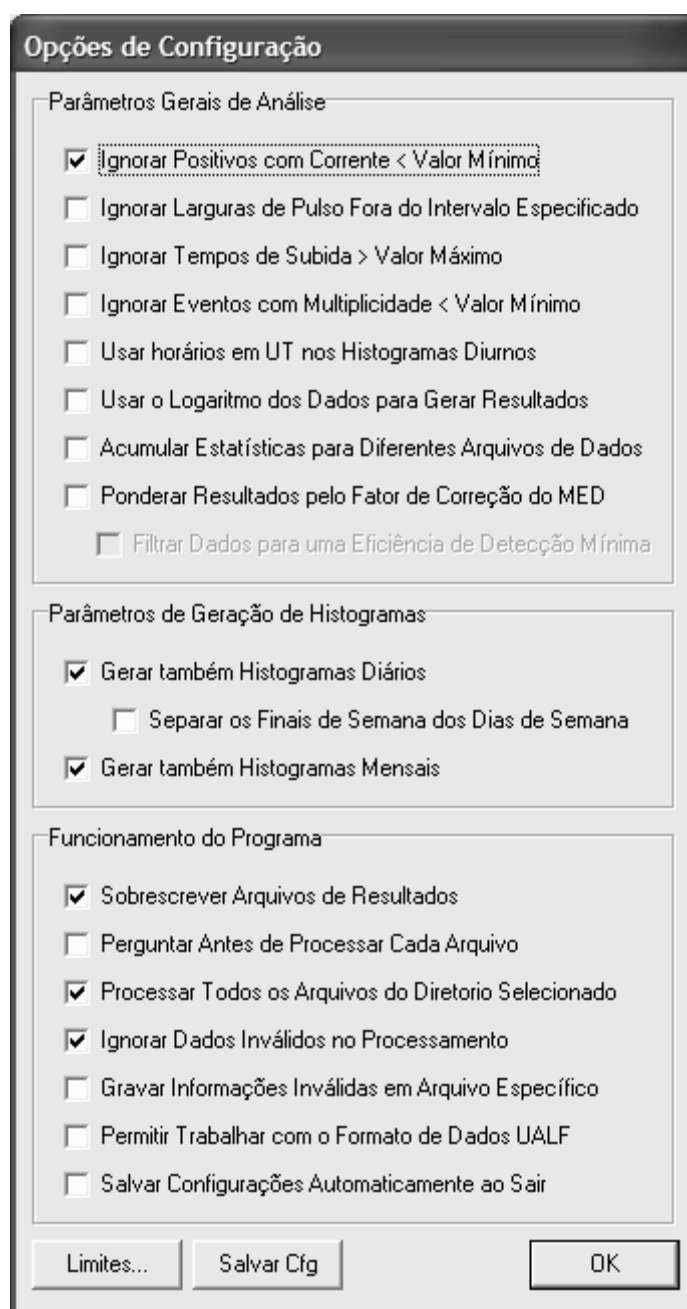 Opções de Configuração
Parâmetros Gerais de Análise
Ignorar Positivos com Corrente < Valor Mínimo
Ignorar Larguras de Pulso Fora do Intervalo Especificado
Ignorar Tempos de Subida > Valor Máximo
Ignorar Eventos com Multiplicidade < Valor Mínimo
Usar horários em UT nos Histogramas Diurnos
Usar o Logaritmo dos Dados para Gerar Resultados
Acumular Estatísticas para Diferentes Arquivos de Dados
Ponderar Resultados pelo Fator de Correção do MED
Filtrar Dados para uma Eficiência de Detecção Mínima
Parâmetros de Geração de Histogramas
Gerar também Histogramas Diários
Separar os Finais de Semana dos Dias de Semana
Gerar também Histogramas Mensais
Funcionamento do Programa
Sobrescrever Arquivos de Resultados
Perguntar Antes de Processar Cada Arquivo
Processar Todos os Arquivos do Diretorio Selecionado
Ignorar Dados Inválidos no Processamento
Gravar Informações Inválidas em Arquivo Específico
Permitir Trabalhar com o Formato de Dados UALF
Salvar Configurações Automaticamente ao Sair
Limites... Salvar Cfg OK